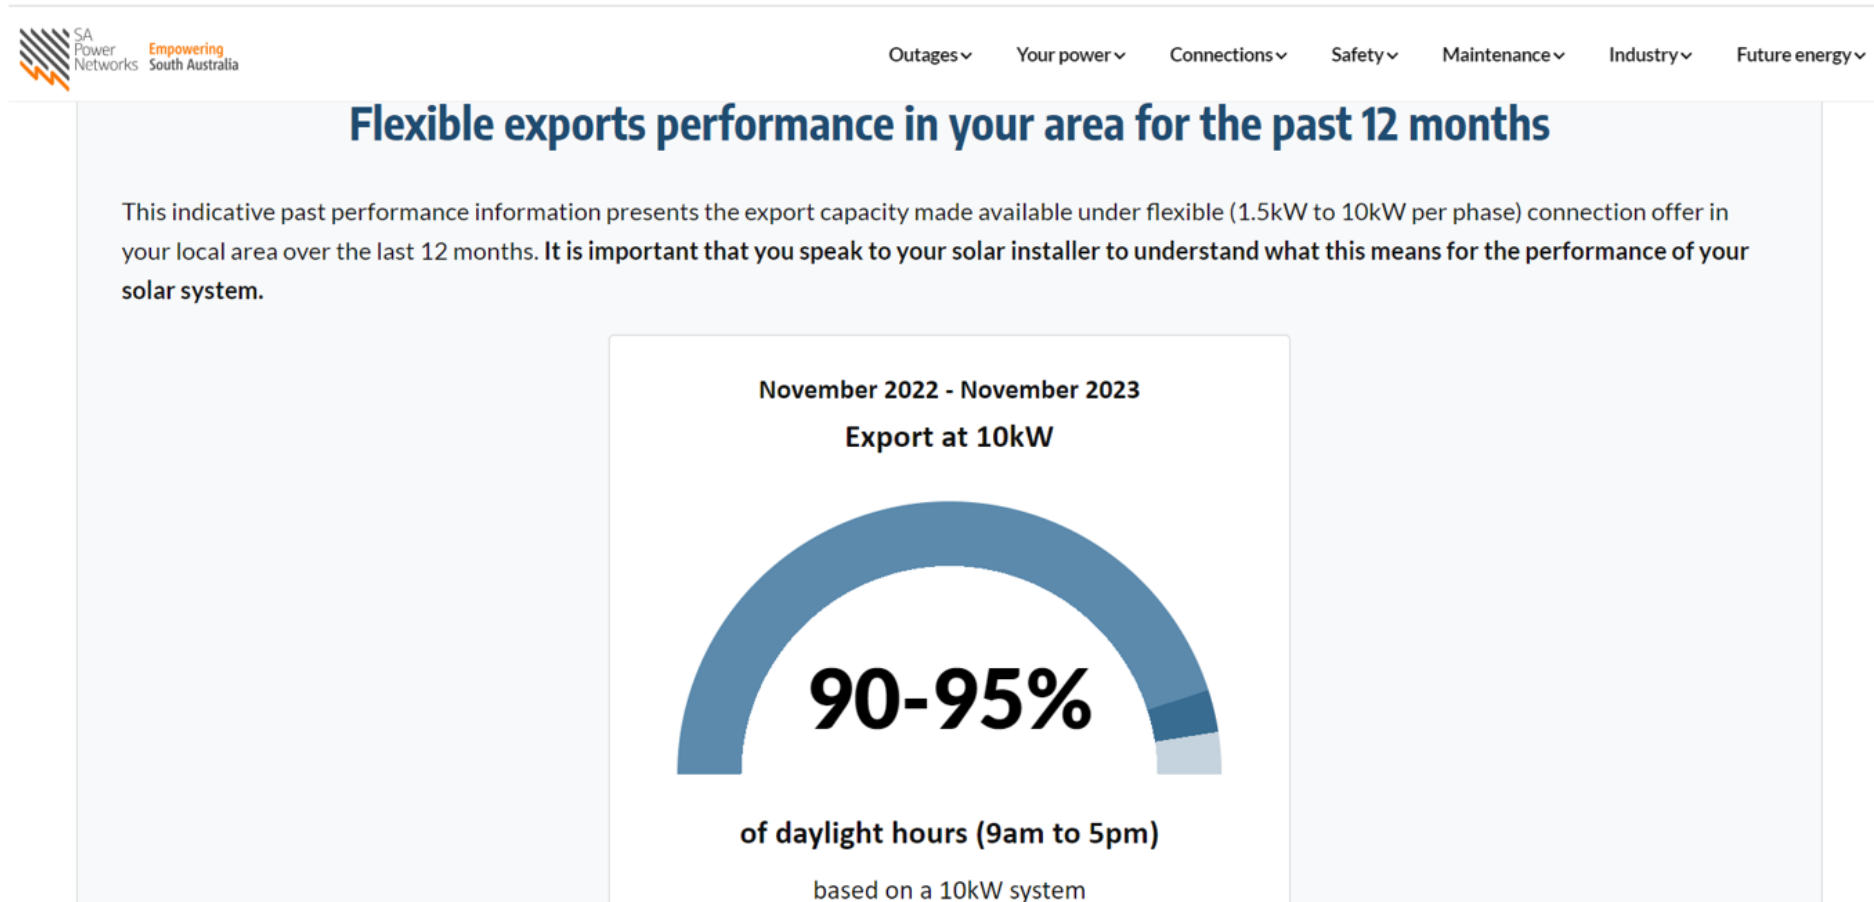 SA
Power
Networks
Empowering
South Australia
Outages
Your power
Connections
Safety
Maintenance
Industry
Future energy
Flexible exports performance in your area for the past 12 months
This indicative past performance information presents the export capacity made available under flexible (1.5kW to 10kW per phase) connection offer in
your local area over the last 12 months. It is important that you speak to your solar installer to understand what this means for the performance of your
solar system.
November 2022 - November 2023
Export at 10kW
90-95%
of daylight hours (9am to 5pm)
based on a 10kW system